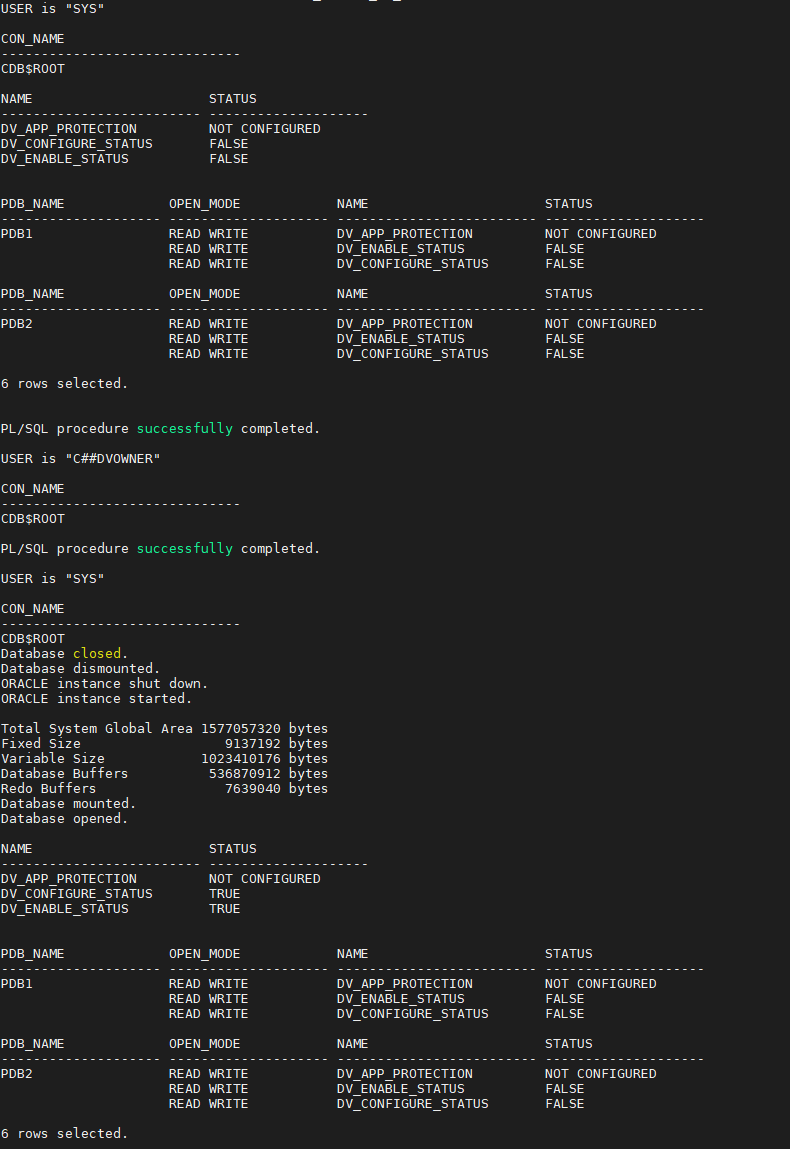 USER is "SYS"
CON_NAME
------------------------------
CDB$ROOT
NAME                      STATUS
------------------------- --------------------
DV_APP_PROTECTION         NOT CONFIGURED
DV_CONFIGURE_STATUS       FALSE
DV_ENABLE_STATUS          FALSE
PDB_NAME             OPEN_MODE            NAME                      STATUS
-------------------- -------------------- ------------------------- --------------------
PDB1                 READ WRITE           DV_APP_PROTECTION         NOT CONFIGURED
                     READ WRITE           DV_ENABLE_STATUS          FALSE
                     READ WRITE           DV_CONFIGURE_STATUS       FALSE
PDB_NAME             OPEN_MODE            NAME                      STATUS
-------------------- -------------------- ------------------------- --------------------
PDB2                 READ WRITE           DV_APP_PROTECTION         NOT CONFIGURED
                     READ WRITE           DV_ENABLE_STATUS          FALSE
                     READ WRITE           DV_CONFIGURE_STATUS       FALSE
6 rows selected.
PL/SQL procedure successfully completed.
USER is "C##DVOWNER"
CON_NAME
------------------------------
CDB$ROOT
PL/SQL procedure successfully completed.
USER is "SYS"
CON_NAME
------------------------------
CDB$ROOT
Database closed.
Database dismounted.
ORACLE instance shut down.
ORACLE instance started.
Total System Global Area 1577057320 bytes
Fixed Size                  9137192 bytes
Variable Size            1023410176 bytes
Database Buffers          536870912 bytes
Redo Buffers                7639040 bytes
Database mounted.
Database opened.
NAME                      STATUS
------------------------- --------------------
DV_APP_PROTECTION         NOT CONFIGURED
DV_CONFIGURE_STATUS       TRUE
DV_ENABLE_STATUS          TRUE
PDB_NAME             OPEN_MODE            NAME                      STATUS
-------------------- -------------------- ------------------------- --------------------
PDB1                 READ WRITE           DV_APP_PROTECTION         NOT CONFIGURED
                     READ WRITE           DV_ENABLE_STATUS          FALSE
                     READ WRITE           DV_CONFIGURE_STATUS       FALSE
PDB_NAME             OPEN_MODE            NAME                      STATUS
-------------------- -------------------- ------------------------- --------------------
PDB2                 READ WRITE           DV_APP_PROTECTION         NOT CONFIGURED
                     READ WRITE           DV_ENABLE_STATUS          FALSE
                     READ WRITE           DV_CONFIGURE_STATUS       FALSE
6 rows selected.